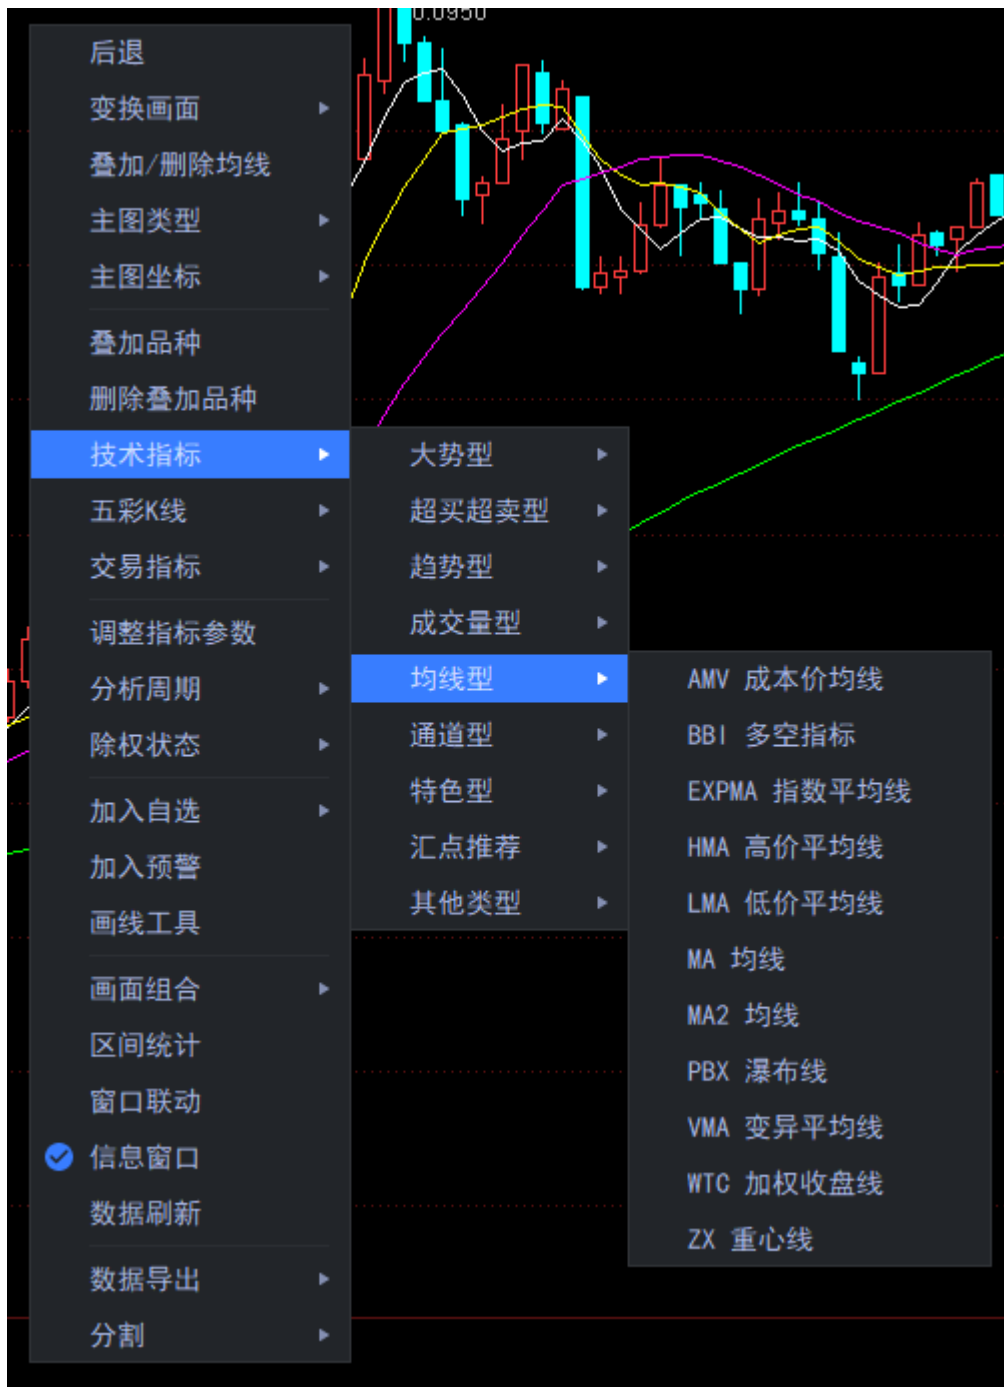 0.0950
后退
变换画面
叠加/删除均线
主图类型
主图坐标
叠加品种
删除叠加品种
技术指标
五彩K线
交易指标
调整指标参数
分析周期
除权状态
加入自选
加入预警
画线工具
画面组合
区间统计
窗口联动
信息窗口
数据刷新
数据导出
分割
大势型
超买超卖型
趋势型
成交量型
均线型
通道型
特色型
汇点推荐
其他类型
AMV 成本价均线
BBI 多空指标
EXPMA 指数平均线
HMA 高价平均线
LMA 低价平均线
MA 均线
MA2 均线
PBX 瀑布线
VMA 变异平均线
WTC 加权收盘线
ZX 重心线